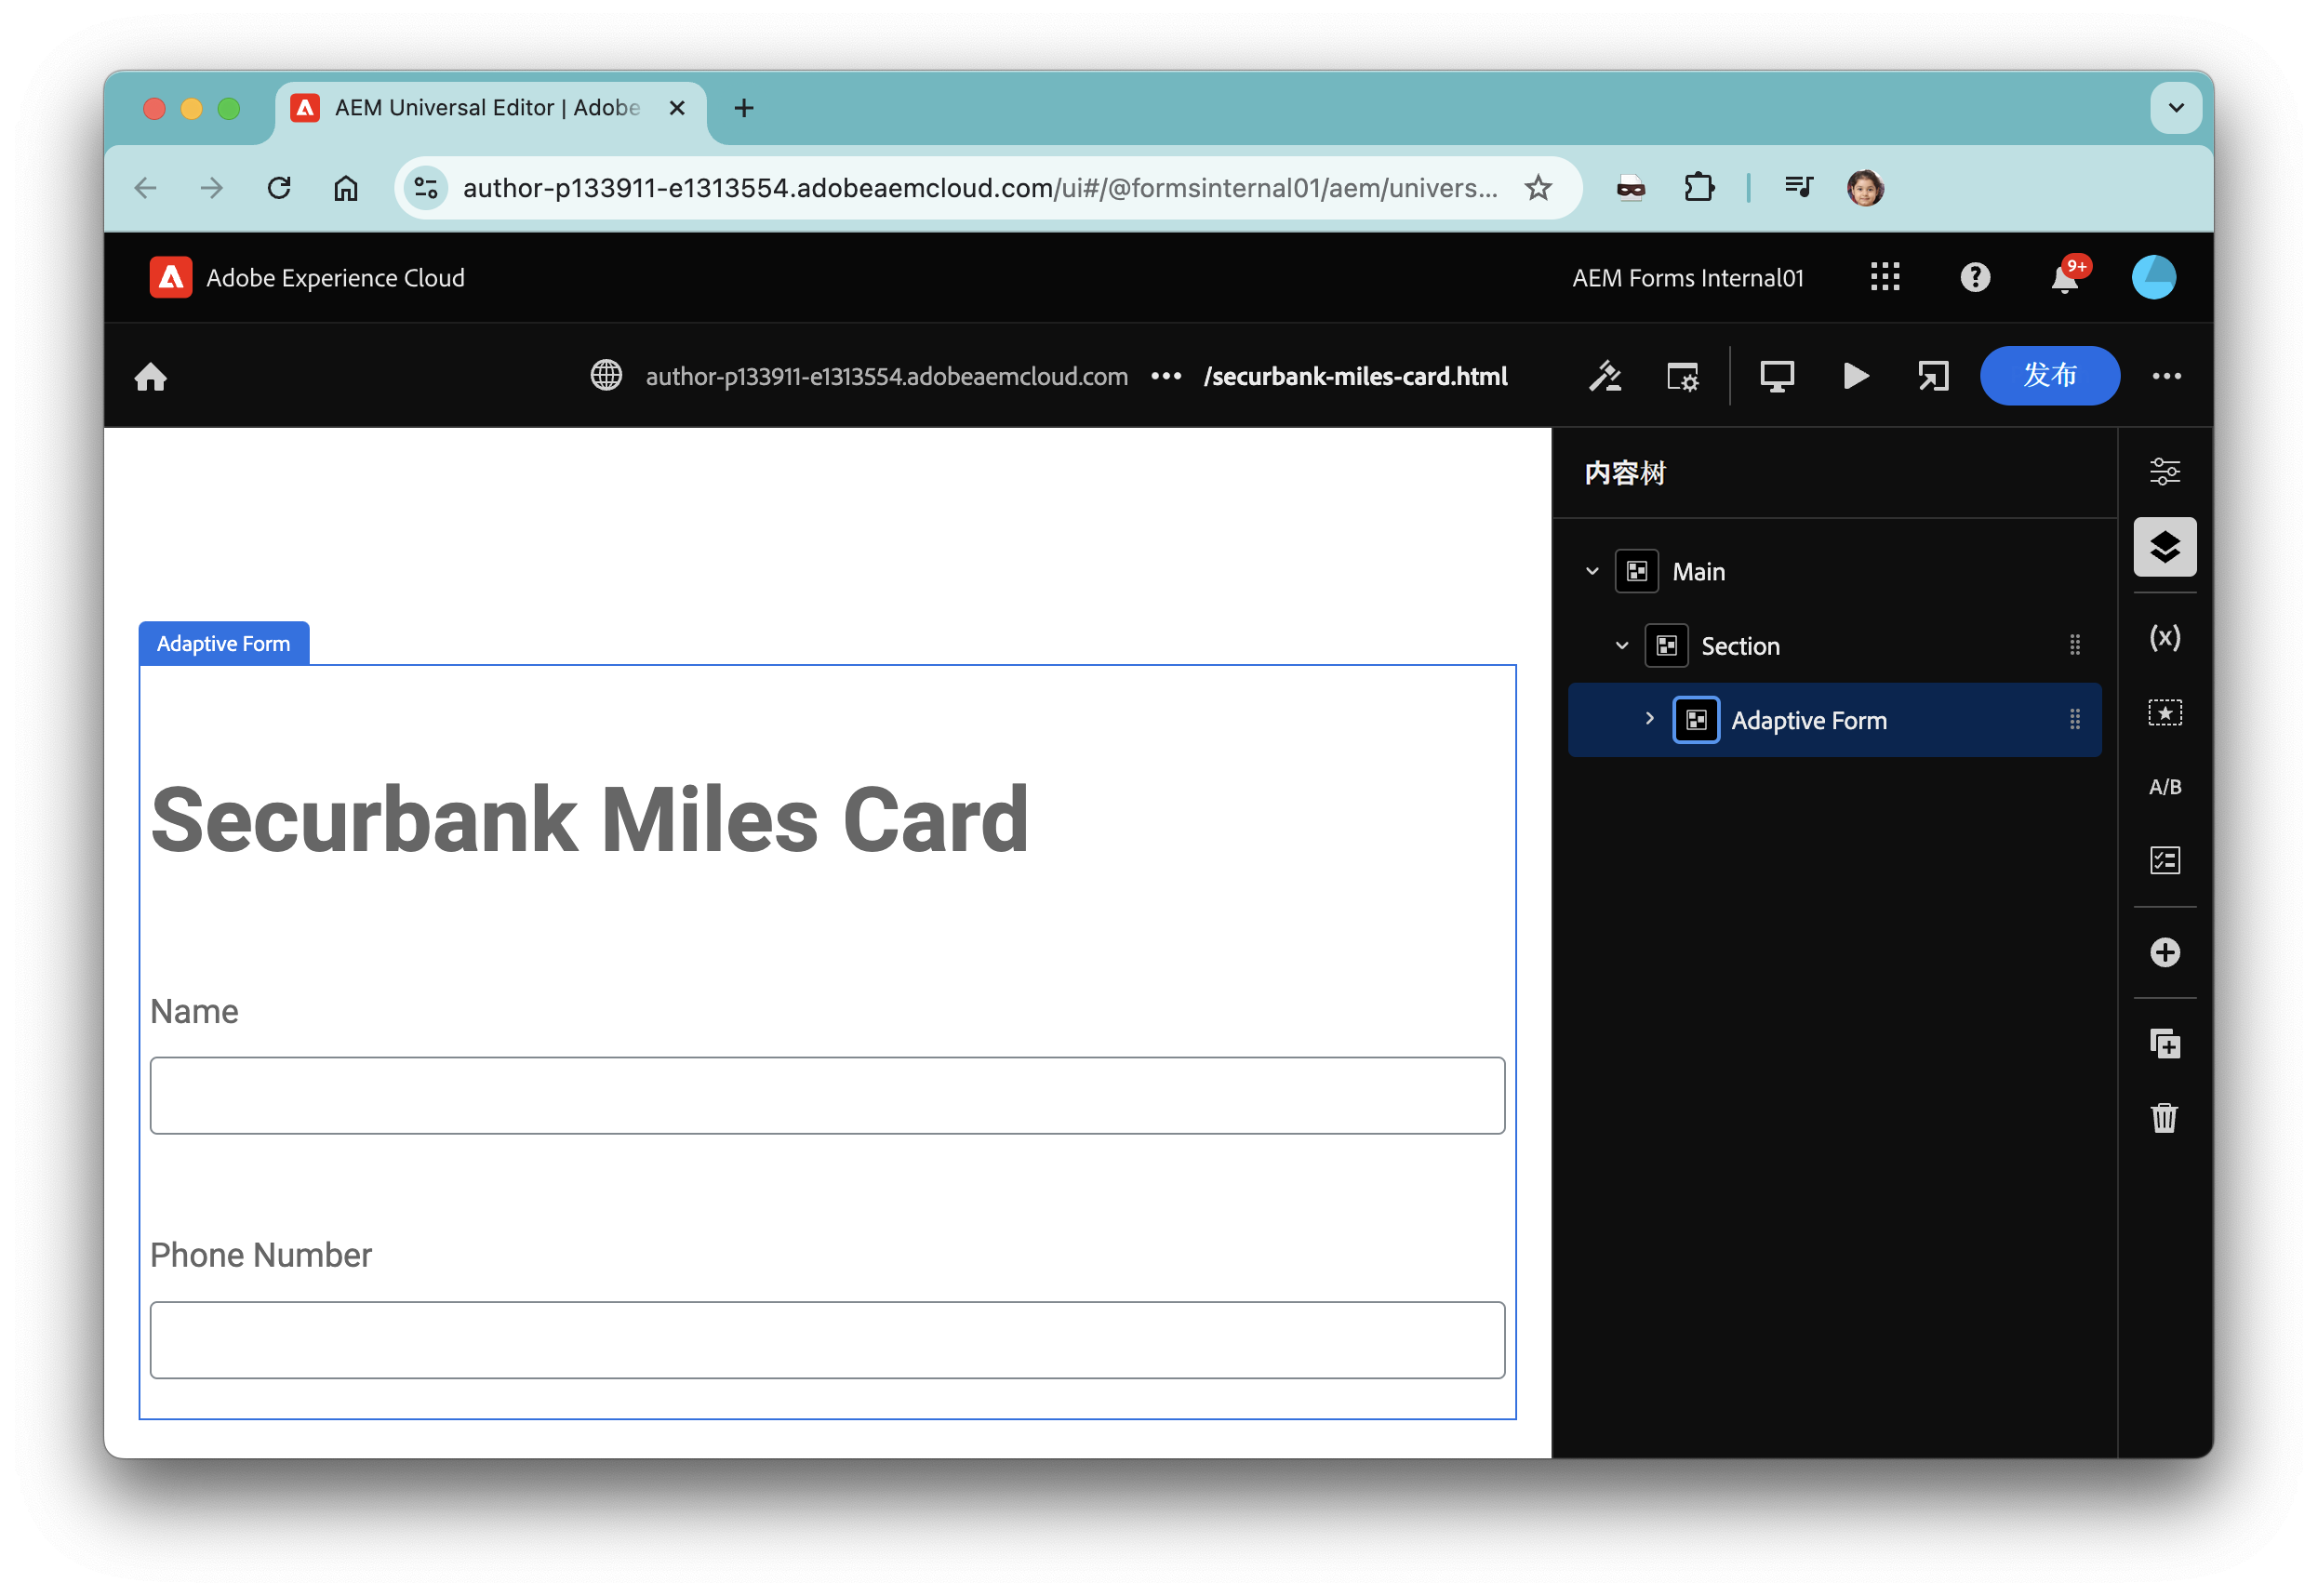 AEM Universal Editor | Adobe
author-p133911-e1313554.adobeaemcloud.com/ui#/@formsinternal01/aem/univers...
Adobe Experience Cloud
AEM Forms Internal01
9+
author-p133911-e1313554.adobeaemcloud.com ••• /securbank-miles-card.html
发布
内容树
Main
Section
Adaptive Form
(x)
A/B
Adaptive Form
Securbank Miles Card
Name
Phone Number